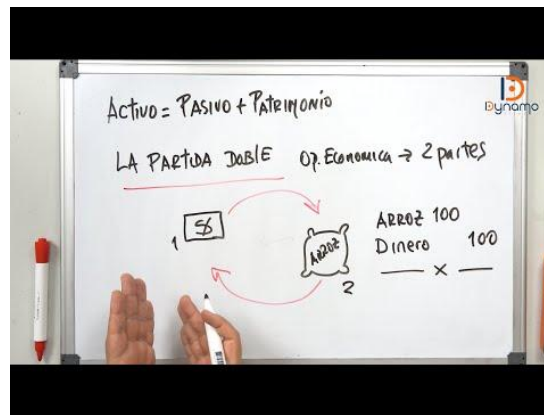 Dynamo
ACTIVO = PASIVO + PATRIMONIO
LA PARTIDA DOBLE Op. Economica → 2 partes
1 $
ARROZ
2
ARROZ 100
Dinero 100
—— x ——